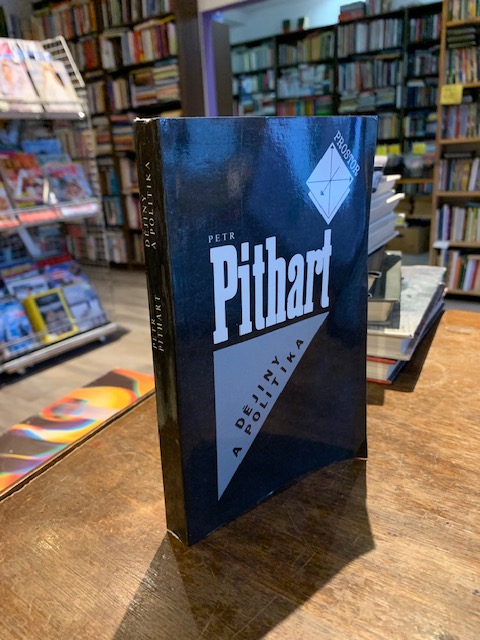 PROSTOR
PETR
Pithart
DĚJINY
A POLITIKA
PETR
PITHART
DĚJINY
A POLITIKA